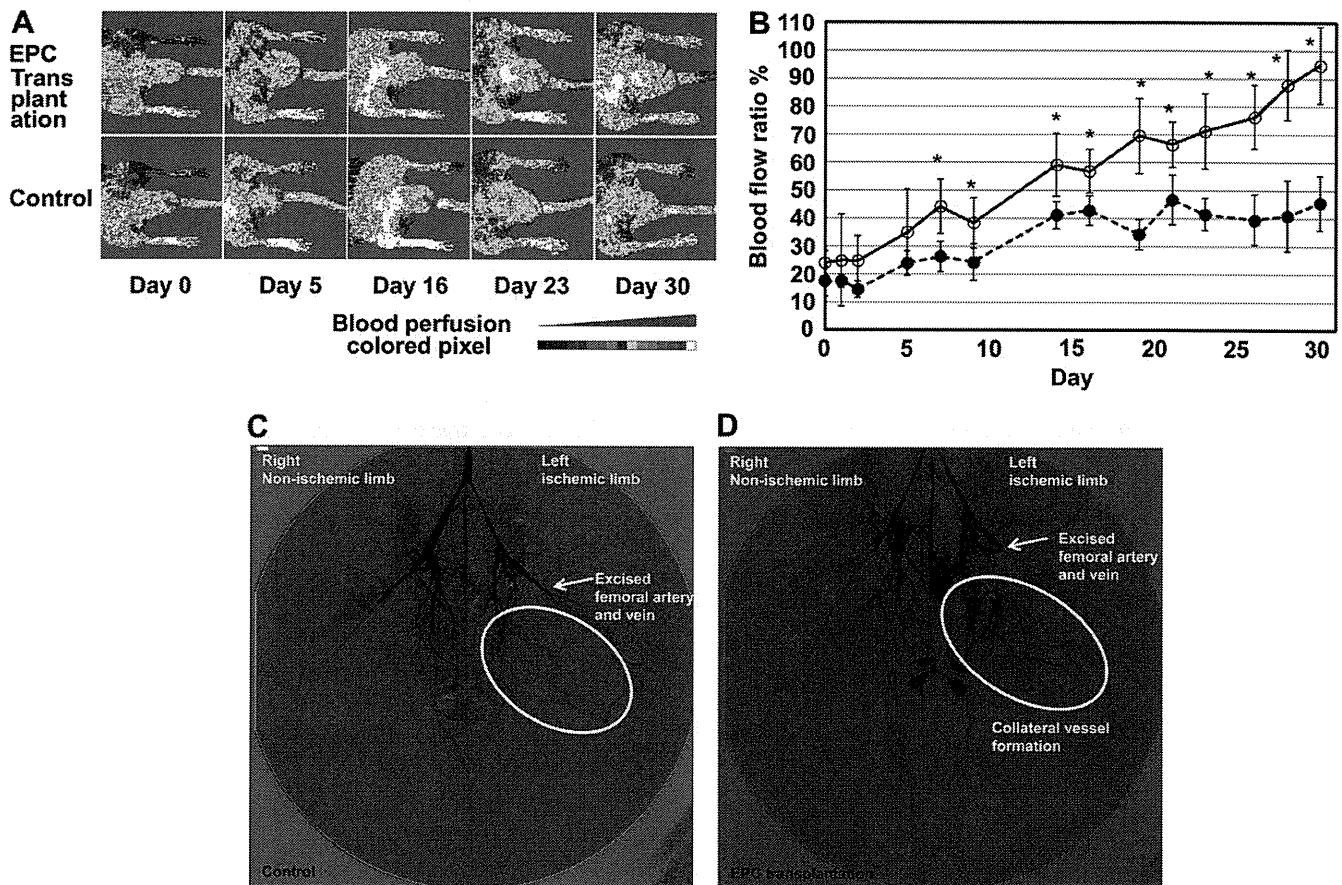 A
EPC
Trans
plant
ation
Control
Day 0 Day 5 Day 16 Day 23 Day 30
Blood perfusion
colored pixel
B
Blood flow ratio %
110
100
90
80
70
60
50
40
30
20
10
0
* * * * * * * * * *
0 5 10 15 20 25 30
Day
C
Right
Non-ischemic limb
Left
ischemic limb
Excised
femoral artery
and vein
Control
D
Right
Non-ischemic limb
Left
ischemic limb
Excised
femoral artery
and vein
Collateral vessel
formation
EPC transplantation